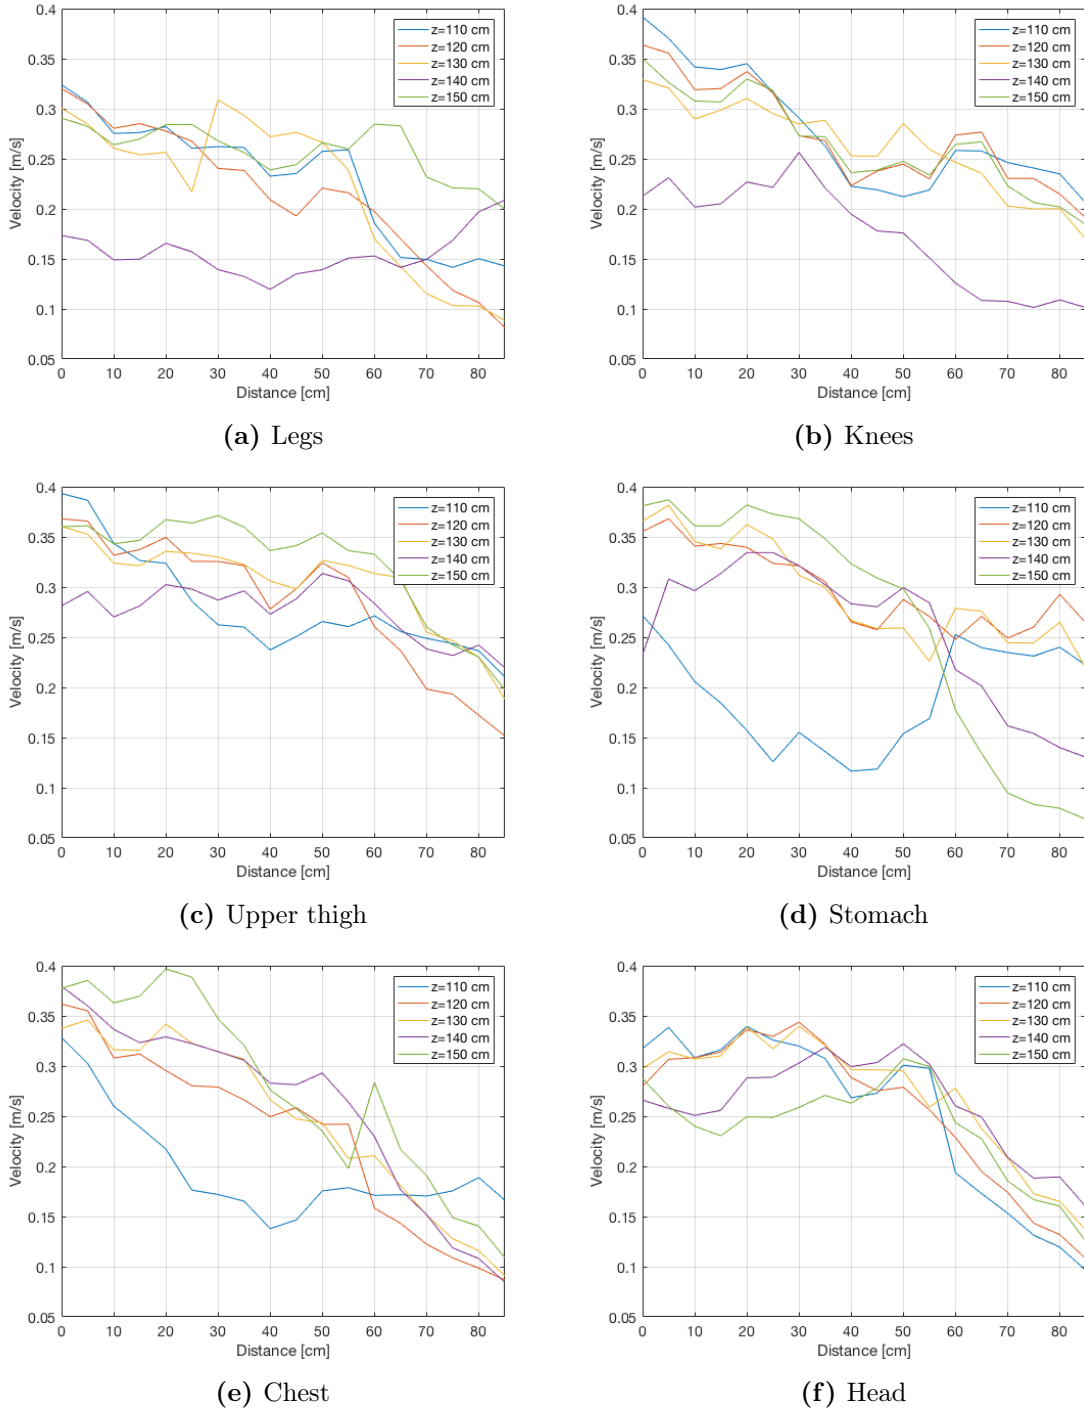 0.4
0.35
0.3
0.25
0.2
0.15
0.1
0.05
Velocity [m/s]
z=110 cm
z=120 cm
z=130 cm
z=140 cm
z=150 cm
0 10 20 30 40 50 60 70 80
Distance [cm]
(a) Legs
0.4
0.35
0.3
0.25
0.2
0.15
0.1
0.05
Velocity [m/s]
z=110 cm
z=120 cm
z=130 cm
z=140 cm
z=150 cm
0 10 20 30 40 50 60 70 80
Distance [cm]
(b) Knees
0.4
0.35
0.3
0.25
0.2
0.15
0.1
0.05
Velocity [m/s]
z=110 cm
z=120 cm
z=130 cm
z=140 cm
z=150 cm
0 10 20 30 40 50 60 70 80
Distance [cm]
(c) Upper thigh
0.4
0.35
0.3
0.25
0.2
0.15
0.1
0.05
Velocity [m/s]
z=110 cm
z=120 cm
z=130 cm
z=140 cm
z=150 cm
0 10 20 30 40 50 60 70 80
Distance [cm]
(d) Stomach
0.4
0.35
0.3
0.25
0.2
0.15
0.1
0.05
Velocity [m/s]
z=110 cm
z=120 cm
z=130 cm
z=140 cm
z=150 cm
0 10 20 30 40 50 60 70 80
Distance [cm]
(e) Chest
0.4
0.35
0.3
0.25
0.2
0.15
0.1
0.05
Velocity [m/s]
z=110 cm
z=120 cm
z=130 cm
z=140 cm
z=150 cm
0 10 20 30 40 50 60 70 80
Distance [cm]
(f) Head